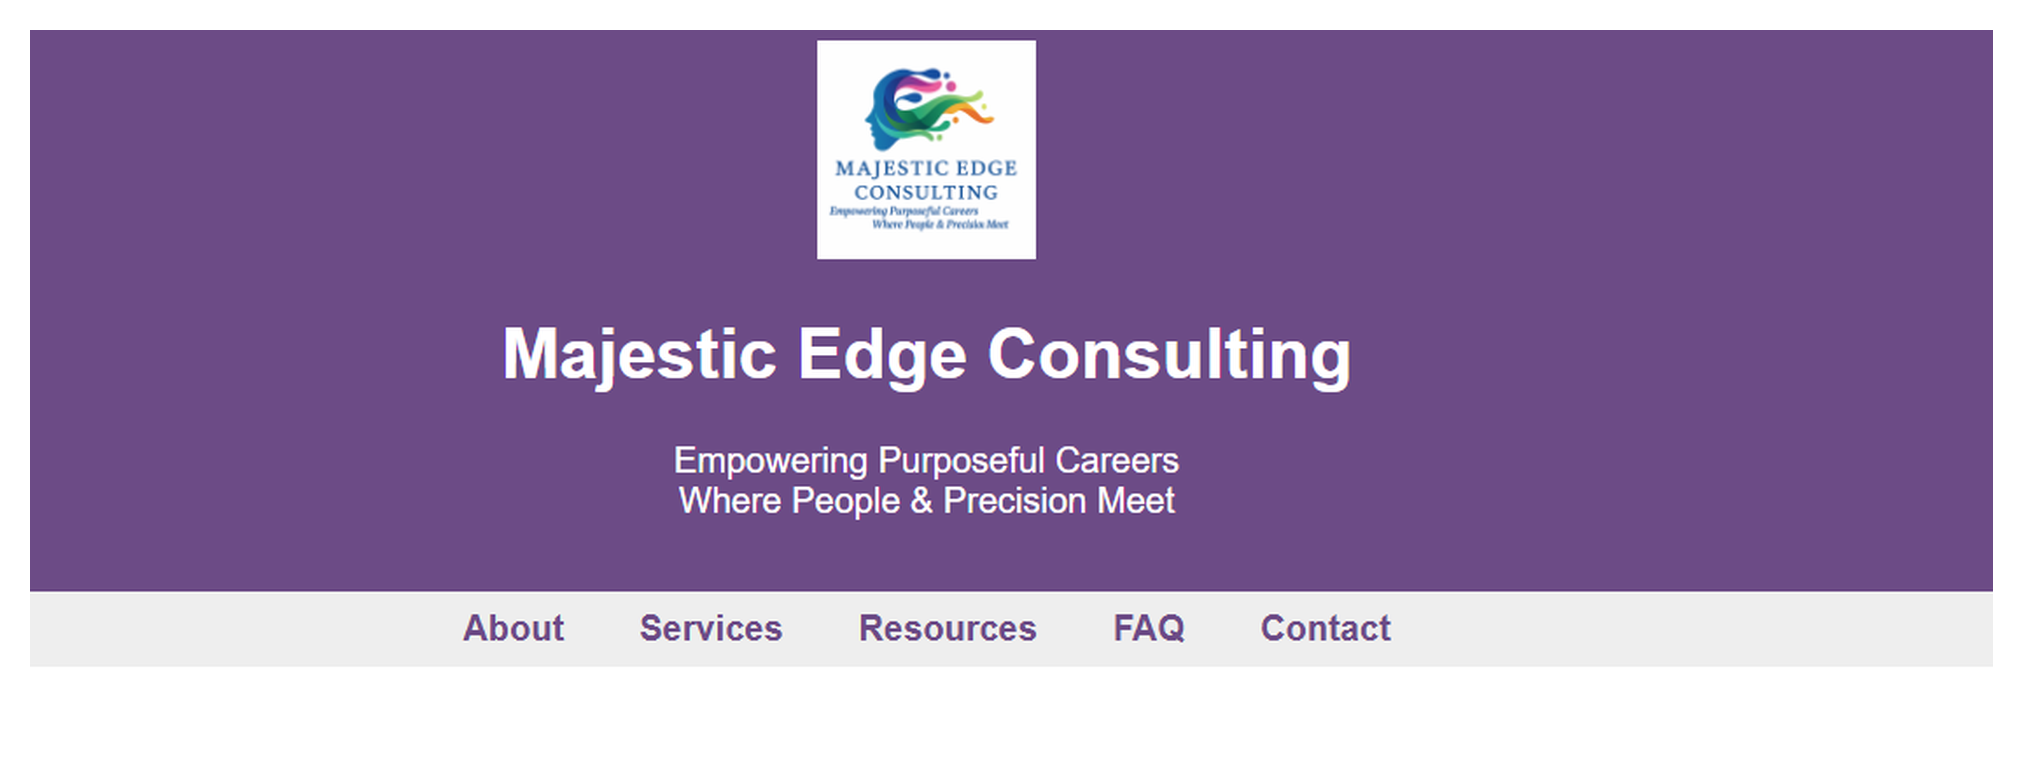 MAJESTIC EDGE
CONSULTING
Empowering Purposeful Careers
Where People & Precision Meet
Majestic Edge Consulting
Empowering Purposeful Careers
Where People & Precision Meet
About Services Resources FAQ Contact